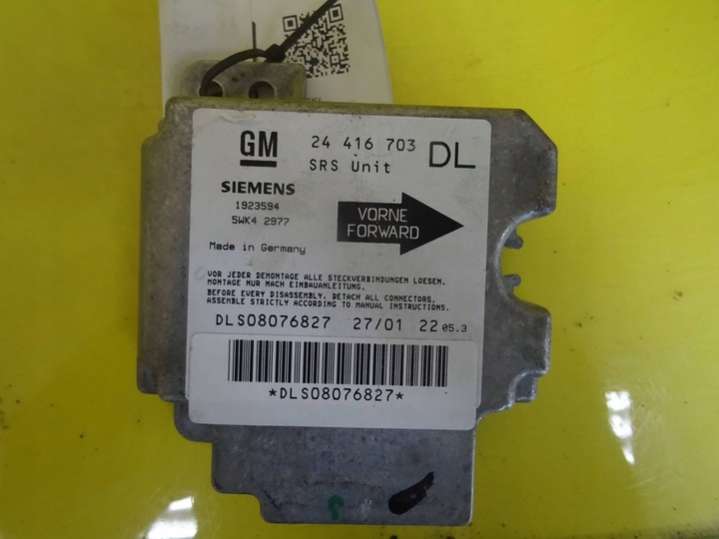 GM
24 416 703 DL
SRS Unit
SIEMENS
1923594
5WK4 2977
VORNE
FORWARD
Made in Germany
VOR JEDER DEMONTAGE ALLE STECKVERBINDUNGEN LOESEN.
MONTAGE NUR NACH EINBAUANLEITUNG.
BEFORE EVERY DISASSEMBLY, DETACH ALL CONNECTORS,
ASSEMBLE STRICTLY ACCORDING TO MANUAL INSTRUCTIONS.
DLS08076827 27/01 22 05.3
*DLS08076827*